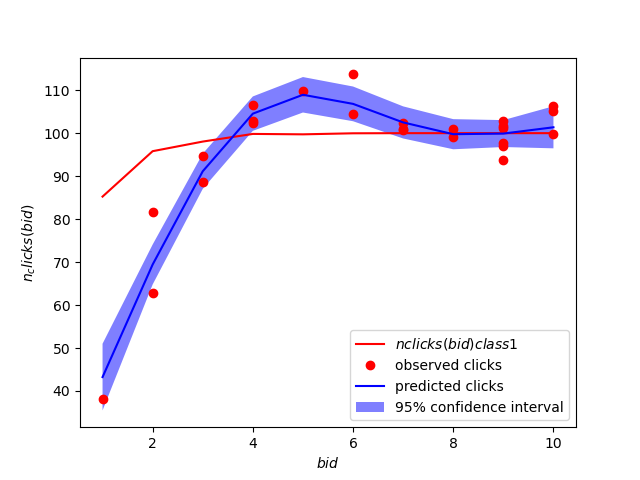 110
100
90
80
70
60
50
40
n_clicks(bid)
nclicks(bid)class1
observed clicks
predicted clicks
95% confidence interval
2
4
6
8
10
bid